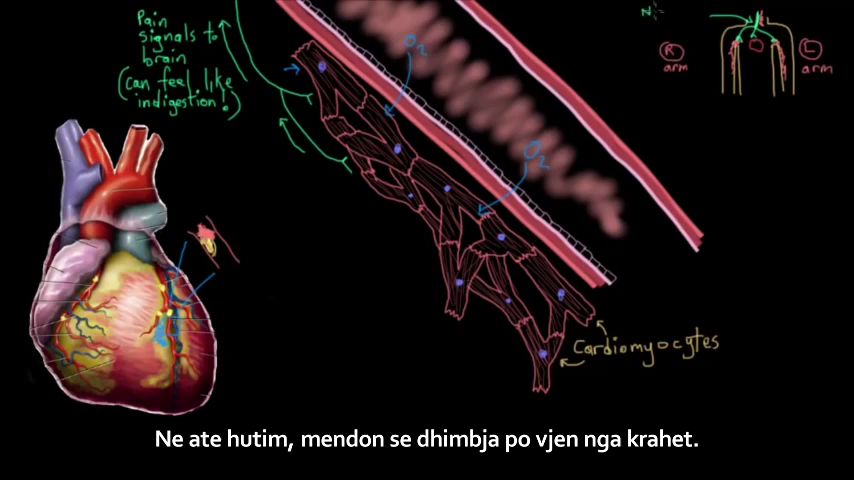 Pain
signals to
brain
(can feel like
indigestion!)
O₂
O₂
N
R
arm
L
arm
Cardiomyocytes
Ne ate hutim, mendon se dhimbja po vjen nga krahet.